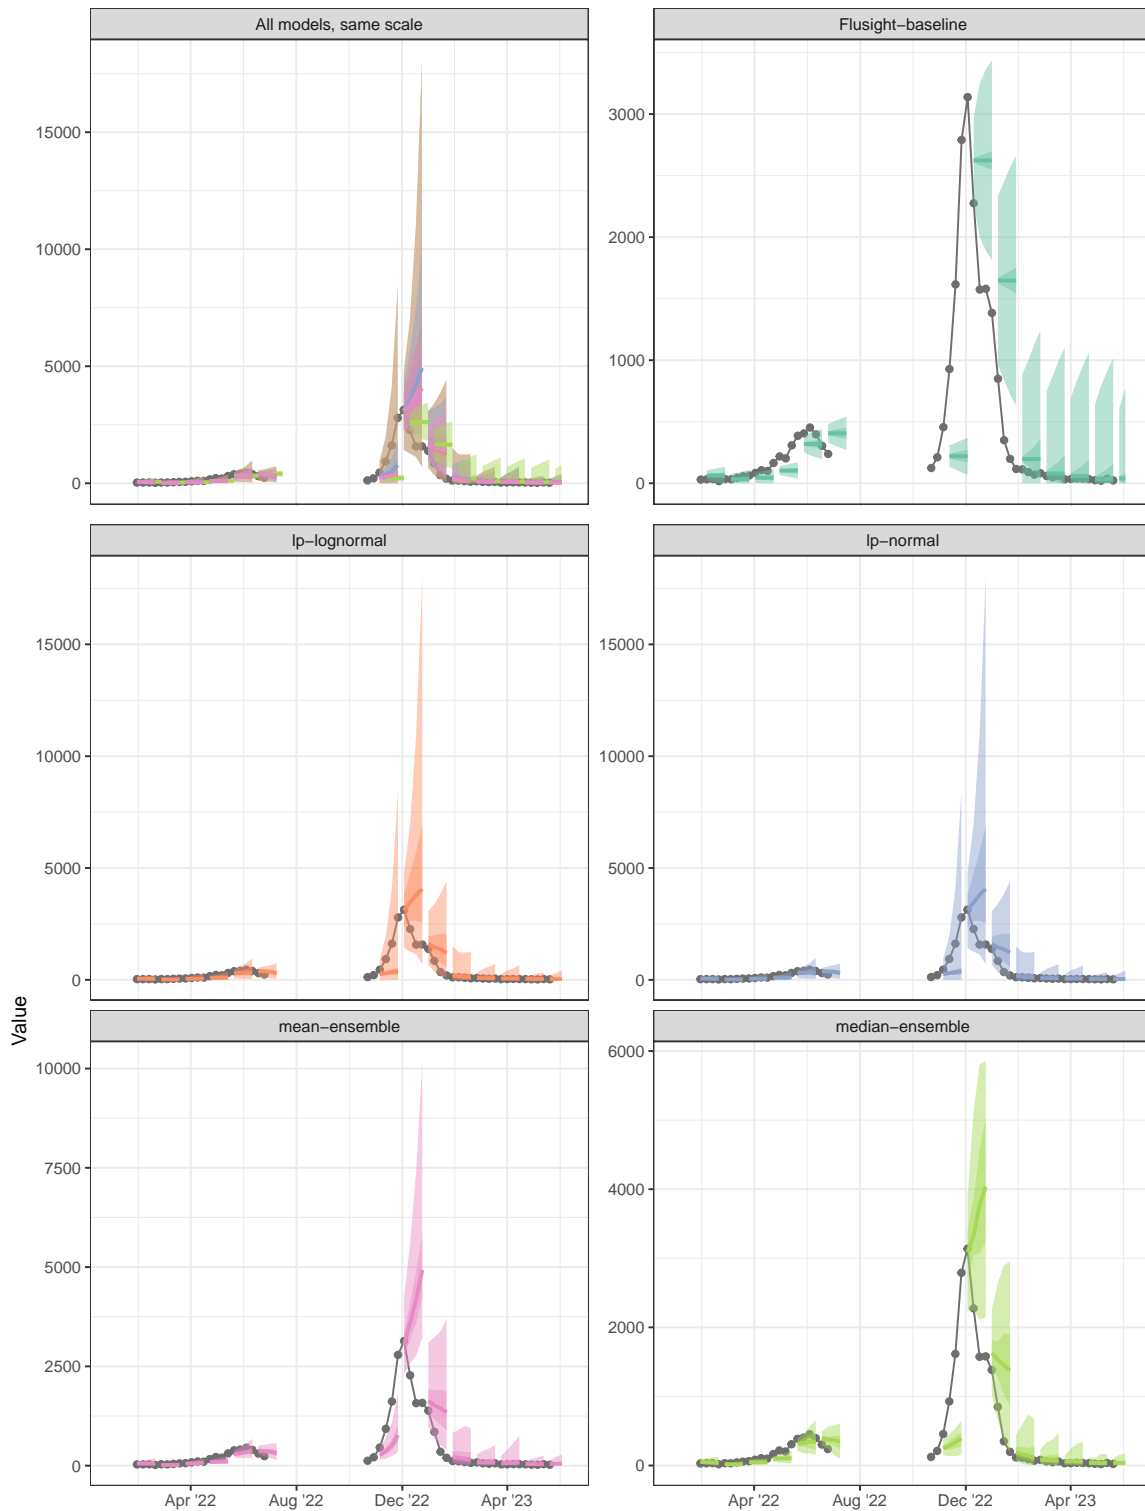 All models, same scale
Flusight−baseline
15000
10000
5000
0
3000
2000
1000
0
lp−lognormal
lp−normal
15000
10000
5000
0
15000
10000
5000
0
Value
mean−ensemble
median−ensemble
10000
7500
5000
2500
0
6000
4000
2000
0
Apr '22
Aug '22
Dec '22
Apr '23
Apr '22
Aug '22
Dec '22
Apr '23